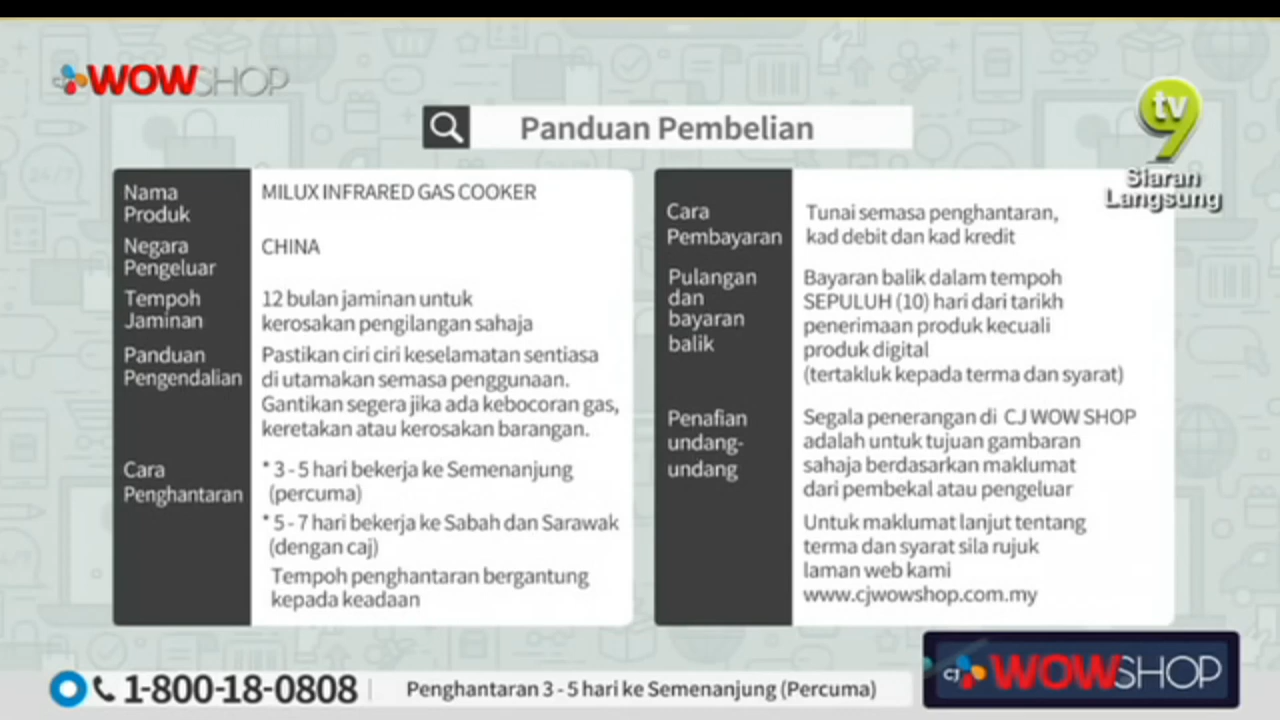 CJ WOWSHOP
tv9
Siaran
Langsung
Panduan Pembelian
Nama
Produk
MILUX INFRARED GAS COOKER
Negara
Pengeluar
CHINA
Tempoh
Jaminan
12 bulan jaminan untuk
kerosakan pengilangan sahaja
Panduan
Pengendalian
Pastikan ciri ciri keselamatan sentiasa
di utamakan semasa penggunaan.
Gantikan segera jika ada kebocoran gas,
keretakan atau kerosakan barangan.
Cara
Penghantaran
* 3 - 5 hari bekerja ke Semenanjung
(percuma)
* 5 - 7 hari bekerja ke Sabah dan Sarawak
(dengan caj)
Tempoh penghantaran bergantung
kepada keadaan
Cara
Pembayaran
Tunai semasa penghantaran,
kad debit dan kad kredit
Pulangan
dan
bayaran
balik
Bayaran balik dalam tempoh
SEPULUH (10) hari dari tarikh
penerimaan produk kecuali
produk digital
(tertakluk kepada terma dan syarat)
Penafian
undang-
undang
Segala penerangan di CJ WOW SHOP
adalah untuk tujuan gambaran
sahaja berdasarkan maklumat
dari pembekal atau pengeluar
Untuk maklumat lanjut tentang
terma dan syarat sila rujuk
laman web kami
www.cjwowshop.com.my
1-800-18-0808
Penghantaran 3 - 5 hari ke Semenanjung (Percuma)
CJ WOWSHOP